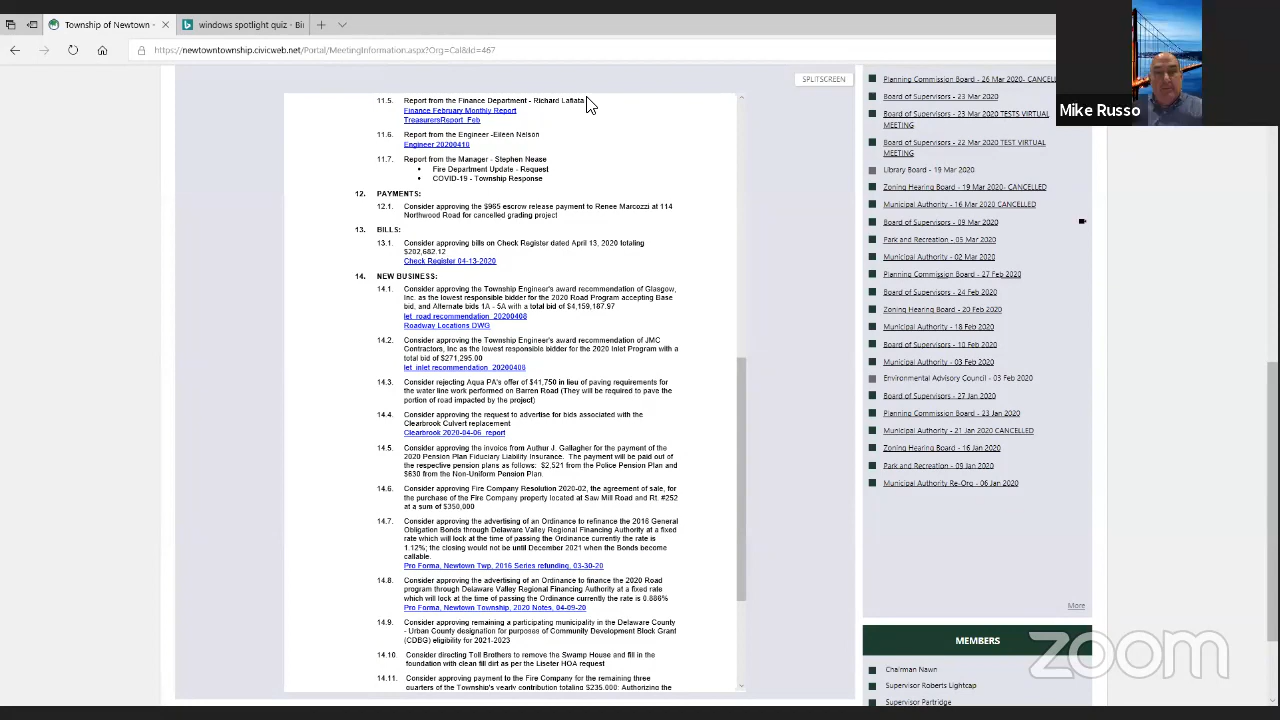 Township of Newtown -
windows spotlight quiz - Bi
https://newtowntownship.civicweb.net/Portal/MeetingInformation.aspx?Org=Cal&Id=467
Mike Russo
SPLITSCREEN
11.5. Report from the Finance Department - Richard Lafiata
Finance February Monthly Report
TreasurersReport_Feb
11.6. Report from the Engineer -Eileen Nelson
Engineer 20200410
11.7. Report from the Manager - Stephen Nease
• Fire Department Update - Request
• COVID-19 - Township Response
12. PAYMENTS:
12.1. Consider approving the $965 escrow release payment to Renee Marcozzi at 114
Northwood Road for cancelled grading project
13. BILLS:
13.1. Consider approving bills on Check Register dated April 13, 2020 totaling
$202,682.12
Check Register 04-13-2020
14. NEW BUSINESS:
14.1. Consider approving the Township Engineer's award recommendation of Glasgow,
Inc. as the lowest responsible bidder for the 2020 Road Program accepting Base
bid, and Alternate bids 1A - 5A with a total bid of $4,159,187.97
let_road recommendation_20200408
Roadway Locations DWG
14.2. Consider approving the Township Engineer's award recommendation of JMC
Contractors, Inc as the lowest responsible bidder for the 2020 Inlet Program with a
total bid of $271,295.00
let_inlet recommendation_20200408
14.3. Consider rejecting Aqua PA's offer of $41,750 in lieu of paving requirements for
the water line work performed on Barren Road (They will be required to pave the
portion of road impacted by the project)
14.4. Consider approving the request to advertise for bids associated with the
Clearbrook Culvert replacement
Clearbrook 2020-04-06_report
14.5. Consider approving the invoice from Authur J. Gallagher for the payment of the
2020 Pension Plan Fiduciary Liability Insurance. The payment will be paid out of
the respective pension plans as follows: $2,521 from the Police Pension Plan and
$630 from the Non-Uniform Pension Plan.
14.6. Consider approving Fire Company Resolution 2020-02, the agreement of sale, for
the purchase of the Fire Company property located at Saw Mill Road and Rt. #252
at a sum of $350,000
14.7. Consider approving the advertising of an Ordinance to refinance the 2016 General
Obligation Bonds through Delaware Valley Regional Financing Authority at a fixed
rate which will look at the time of passing the Ordinance currently the rate is
1.12%; the closing would not be until December 2021 when the Bonds become
callable.
Pro Forma, Newtown Twp, 2016 Series refunding, 03-30-20
14.8. Consider approving the advertising of an Ordinance to finance the 2020 Road
program through Delaware Valley Regional Financing Authority at a fixed rate
which will look at the time of passing the Ordinance currently the rate is 0.886%
Pro Forma, Newtown Township, 2020 Notes, 04-09-20
14.9. Consider approving remaining a participating municipality in the Delaware County
- Urban County designation for purposes of Community Development Block Grant
(CDBG) eligibility for 2021-2023
14.10. Consider directing Toll Brothers to remove the Swamp House and fill in the
foundation with clean fill dirt as per the Liseter HOA request
14.11. Consider approving payment to the Fire Company for the remaining three
quarters of the Township's yearly contribution totaling $235,000; Authorizing the
Planning Commission Board - 26 Mar 2020- CANCELL
Board of Supervisors - 23 Mar 2020
Board of Supervisors - 23 Mar 2020 TESTS VIRTUAL
MEETING
Board of Supervisors - 22 Mar 2020 TEST VIRTUAL
MEETING
Library Board - 19 Mar 2020
Zoning Hearing Board - 19 Mar 2020- CANCELLED
Municipal Authority - 16 Mar 2020 CANCELLED
Board of Supervisors - 09 Mar 2020
Park and Recreation - 05 Mar 2020
Municipal Authority - 02 Mar 2020
Planning Commission Board - 27 Feb 2020
Board of Supervisors - 24 Feb 2020
Zoning Hearing Board - 20 Feb 2020
Municipal Authority - 18 Feb 2020
Board of Supervisors - 10 Feb 2020
Municipal Authority - 03 Feb 2020
Environmental Advisory Council - 03 Feb 2020
Board of Supervisors - 27 Jan 2020
Planning Commission Board - 23 Jan 2020
Municipal Authority - 21 Jan 2020 CANCELLED
Zoning Hearing Board - 16 Jan 2020
Park and Recreation - 09 Jan 2020
Municipal Authority Re-Org - 06 Jan 2020
More
MEMBERS
Chairman Nawn
Supervisor Roberts Lightcap
Supervisor Partridge
zoom